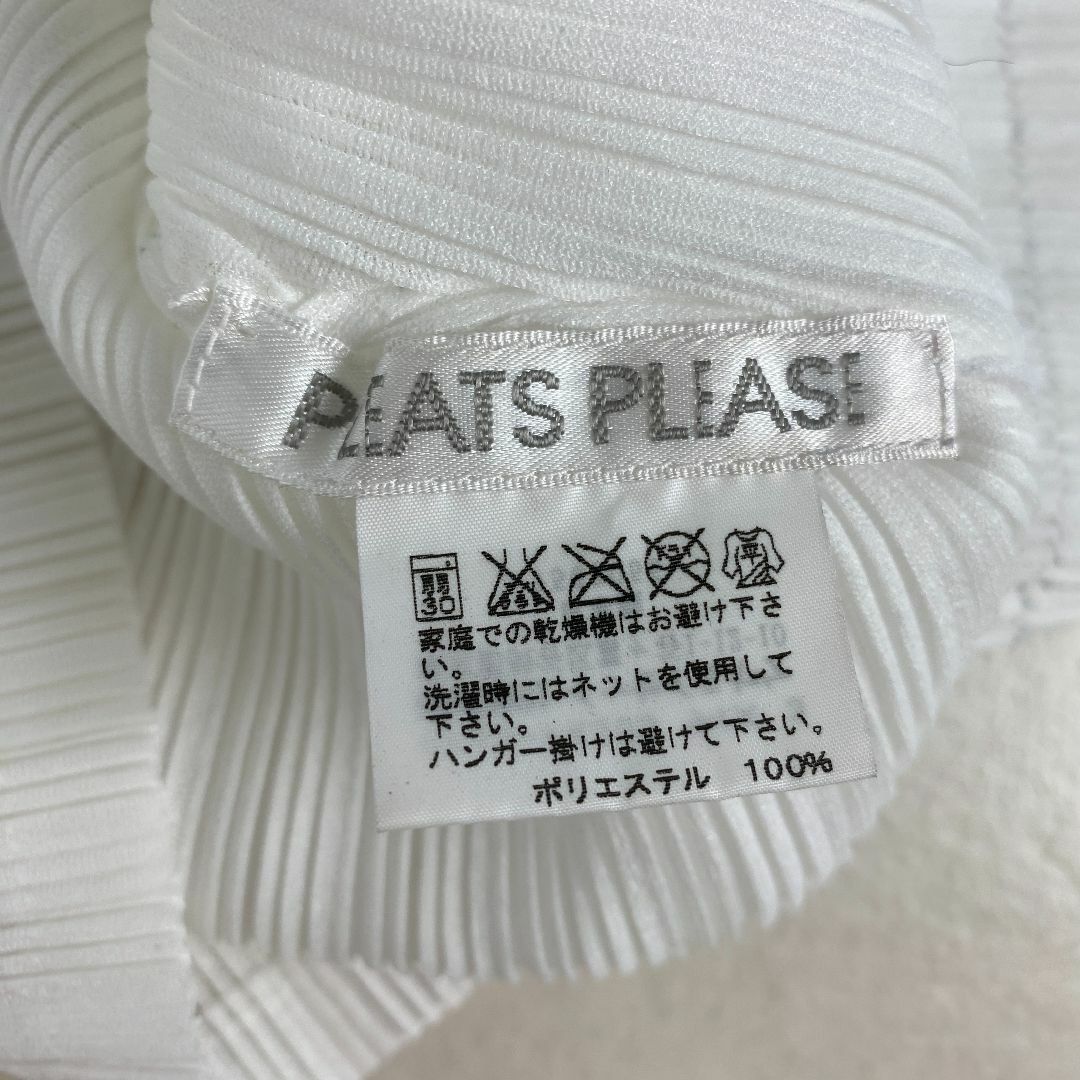 PLEATS PLEASE
弱
30
平
家庭での乾燥機はお避け下さ
い。
洗濯時にはネットを使用して
下さい。
ハンガー掛けは避けて下さい。
ポリエステル 100%